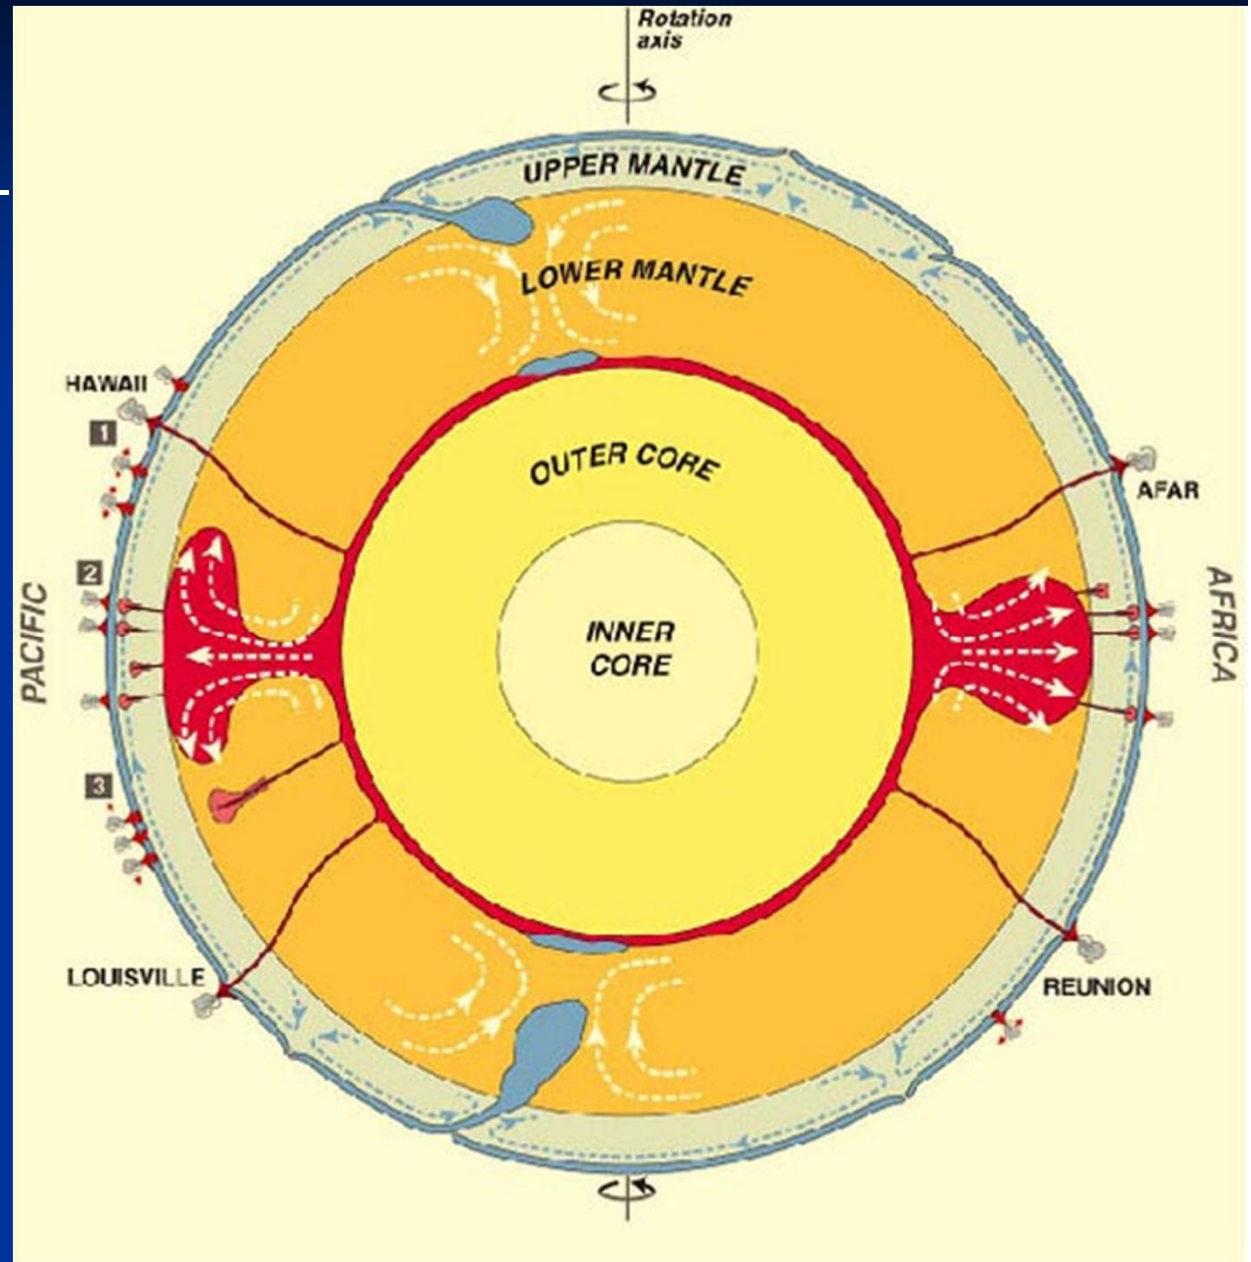 Rotation
axis
UPPER MANTLE
LOWER MANTLE
HAWAII
1
OUTER CORE
AFAR
2
PACIFIC
AFRICA
INNER
CORE
3
LOUISVILLE
REUNION